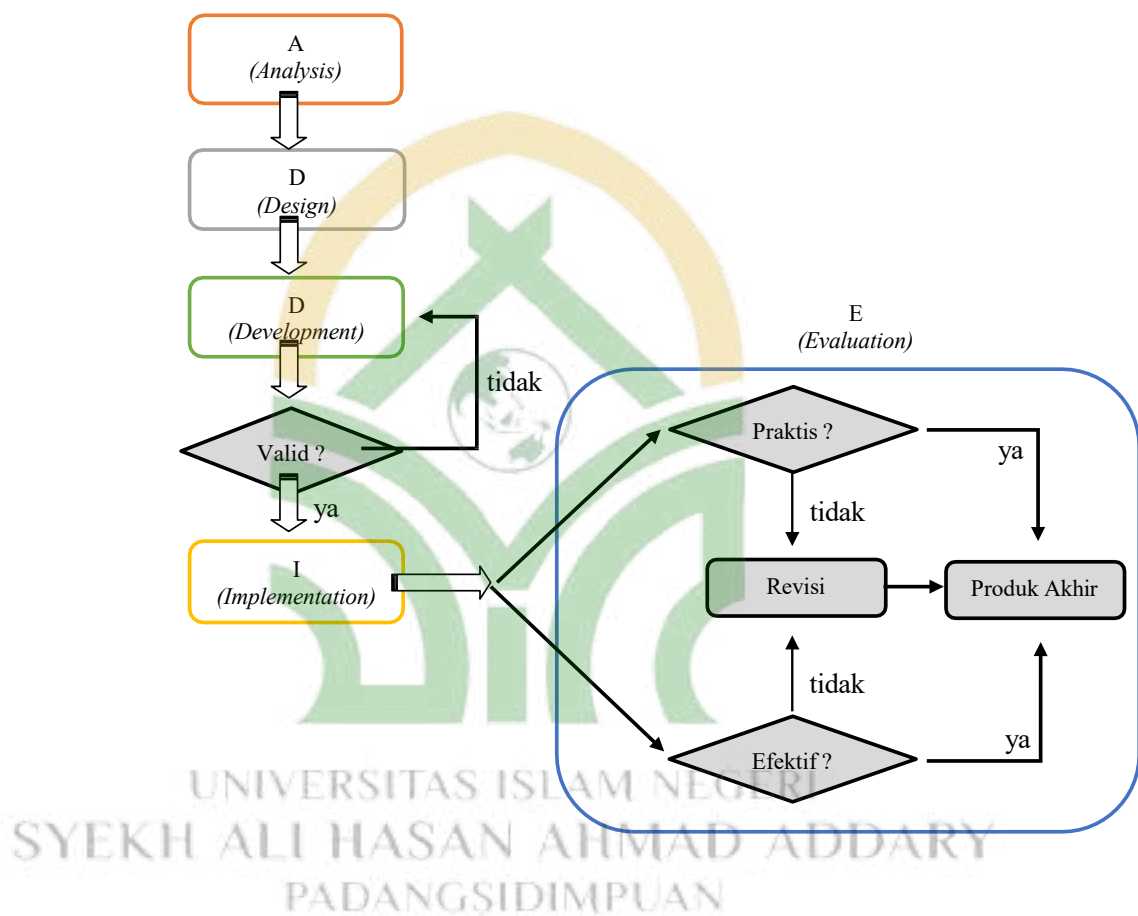 A
(Analysis)
D
(Design)
D
(Development)
tidak
Valid ?
ya
I
(Implementation)
E
(Evaluation)
Praktis ?
ya
tidak
Revisi
Produk Akhir
tidak
ya
Efektif ?
UNIVERSITAS ISLAM NEGERI
SYEKH ALI HASAN AHMAD ADDARY
PADANGSIDIMPUAN